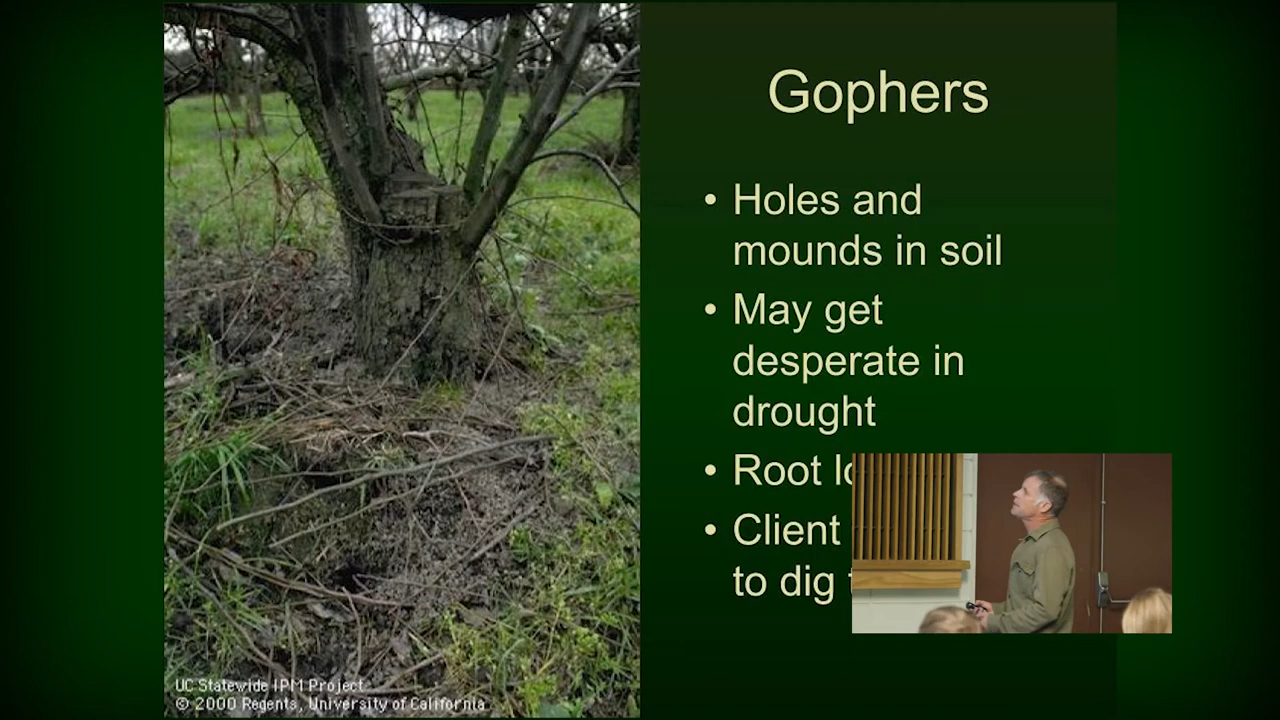 Gophers
• Holes and
mounds in soil
• May get
desperate in
drought
• Root
• Client
to dig
UC Statewide IPM Project
© 2000 Regents, University of California